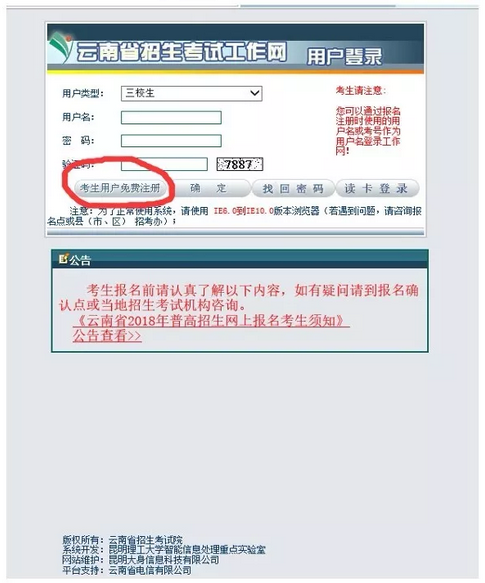 云南省招生考试工作网 用户登录
用户类型: 三校生
用户名:
密 码:
验证码: 7887
考生请注意:
您可以通过报名
注册时使用的用
户名或考号作为
用户名登录工作
网!
考生用户免费注册 确 定 找 回 密 码 读 卡 登 录
注意:为了正常使用系统,请使用 IE6.0到IE10.0版本浏览器(若遇到问题,请咨询报
名点或县(市、区) 招考办);
公告
考生报名前请认真了解以下内容,如有疑问请到报名确
认点或当地招生考试机构咨询。
《云南省2018年普高招生网上报名考生须知》
公告查看>>
版权所有: 云南省招生考试院
系统开发: 昆明理工大学智能信息处理重点实验室
网站维护: 昆明大身信息科技有限公司
平台支持: 云南省电信有限公司